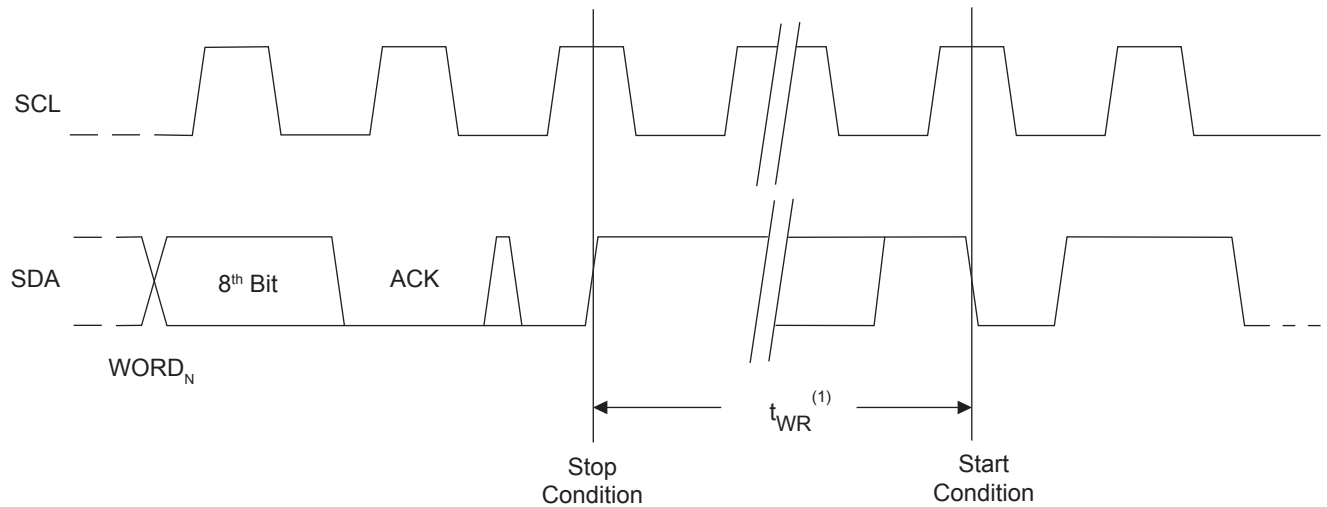 SCL
SDA
8th Bit
ACK
WORDN
tWR(1)
Stop
Condition
Start
Condition